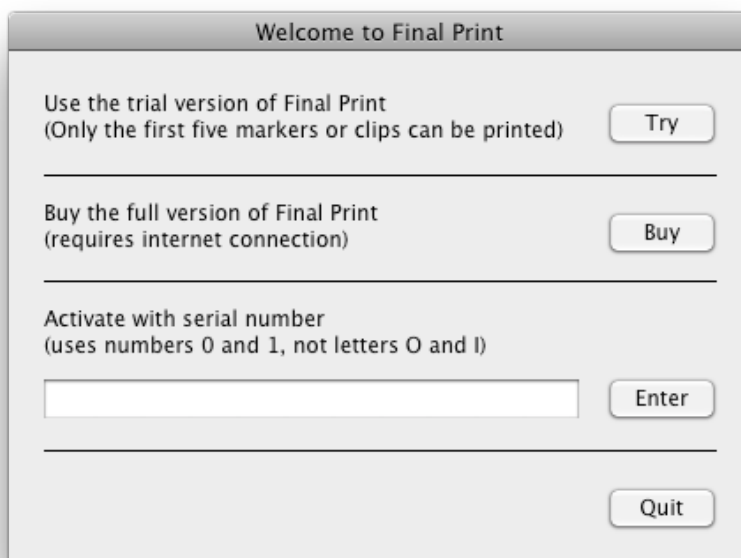 Welcome to Final Print
Use the trial version of Final Print
(Only the first five markers or clips can be printed)
Try
Buy the full version of Final Print
(requires internet connection)
Buy
Activate with serial number
(uses numbers 0 and 1, not letters O and I)
Enter
Quit